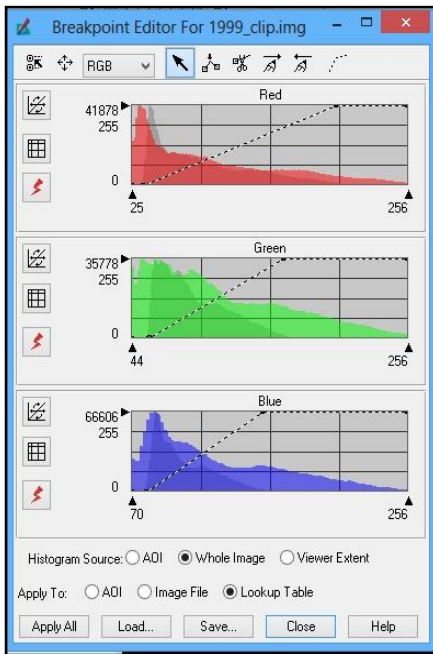 Breakpoint Editor For 1999_clip.img
RGB
Red
41878
255
0
25 256
Green
35778
255
0
44 256
Blue
66606
255
0
70 256
Histogram Source: AOI Whole Image Viewer Extent
Apply To: AOI Image File Lookup Table
Apply All Load... Save... Close Help